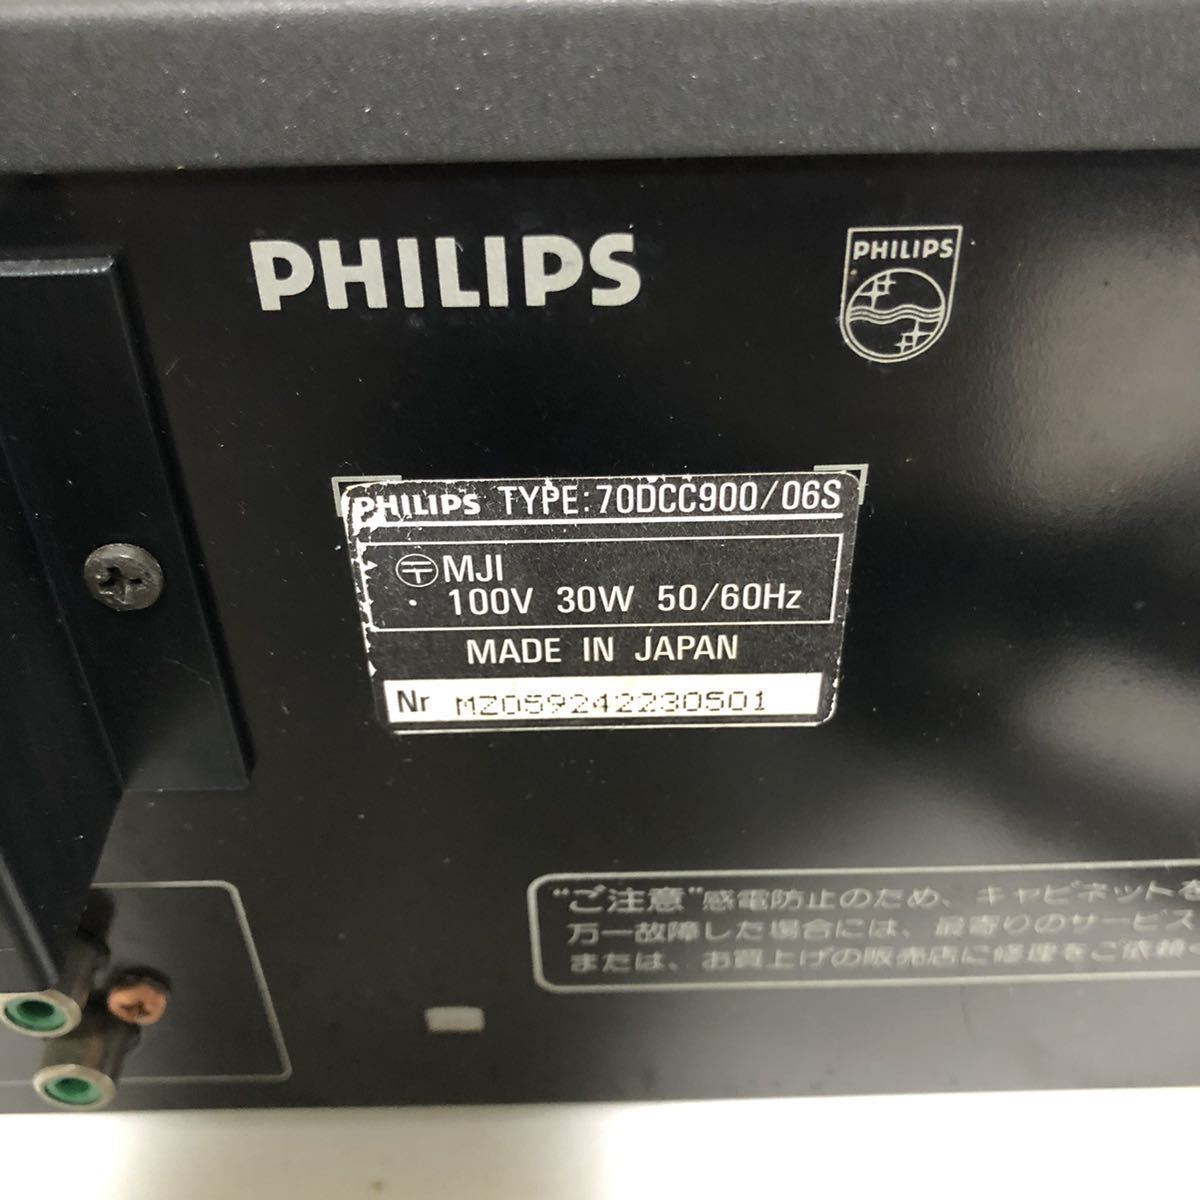 PHILIPS
PHILIPS
PHILIPS TYPE:70DCC900/06S
〶 MJI
100V 30W 50/60Hz
MADE IN JAPAN
Nr MZ059242230501
“ご注意”感電防止のため、キャビネットを
万一故障した場合には、最寄りのサービス
または、お買上げの販売店に修理をご依頼く